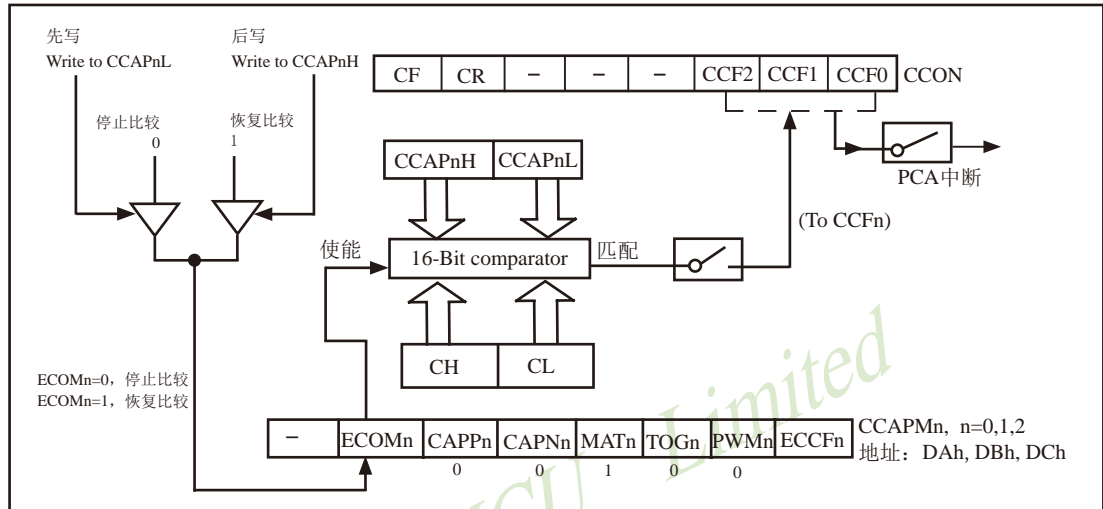 先写 后写
Write to CCAPnL Write to CCAPnH
CF CR – – – CCF2 CCF1 CCF0 CCON
停止比较 恢复比较
0 1
CCAPnH CCAPnL
PCA中断
(To CCFn)
使能 16-Bit comparator 匹配
CH CL
ECOMn=0，停止比较
ECOMn=1，恢复比较
– ECOMn CAPPn CAPNn MATn TOGn PWMn ECCFn
CCAPMn, n=0,1,2
地址：DAh, DBh, DCh
0 0 1 0 0
MCU Limited